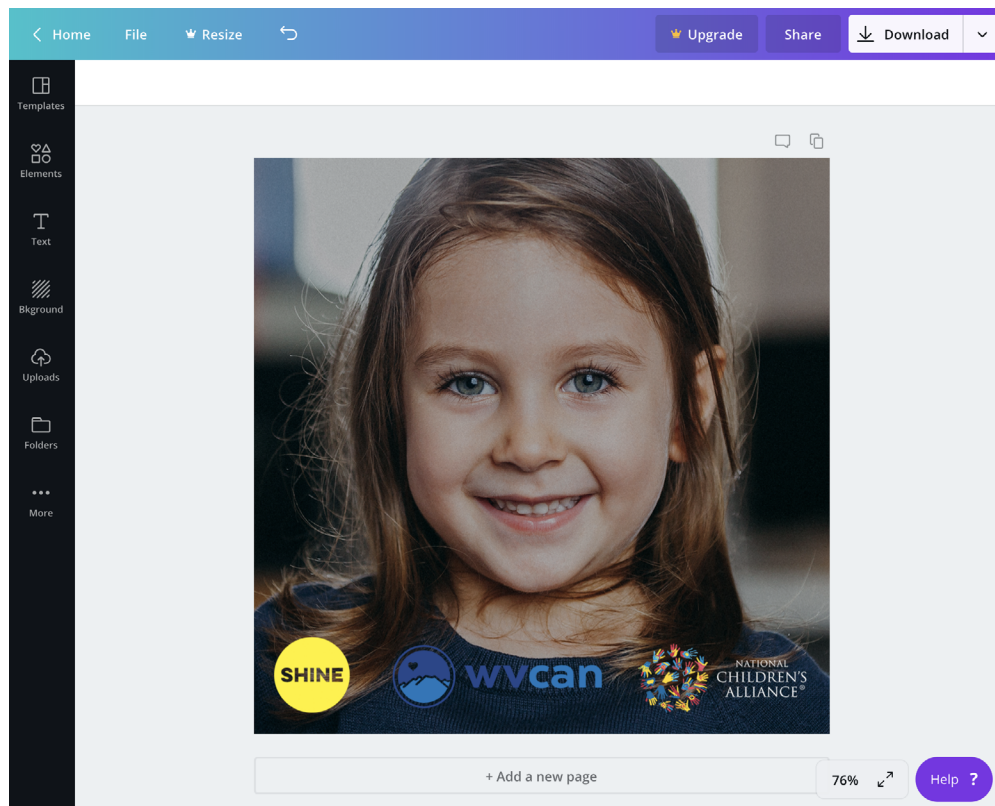 Home File Resize Upgrade Share Download
Templates
Elements
Text
Bkground
Uploads
Folders
More
SHINE wvcan NATIONAL
CHILDREN'S
ALLIANCE®
+ Add a new page
76% Help ?